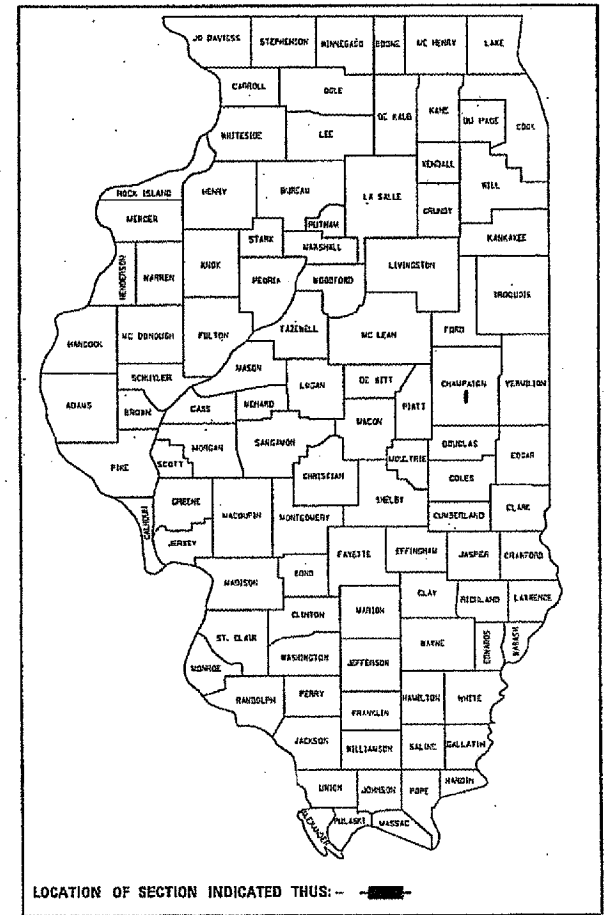 JO DAVIESS STEPHENSON WINNEBAGO BOONE MC HENRY LAKE
CARROLL OGLE
DE KALB KANE DU PAGE COOK
WHITESIDE LEE
KENDALL
ROCK ISLAND HENRY BUREAU LA SALLE WILL
MERCER PUTNAM GRUNDY
STARK MARSHALL KANKAKEE
HENDERSON WARREN KNOX PEORIA WOODFORD LIVINGSTON
IROQUOIS
HANCOCK MC DONOUGH FULTON TAZEWELL MC LEAN FORD
MASON
SCHUYLER LOGAN DE WITT CHAMPAIGN VERMILION
ADAMS BROWN CASS MENARD MACON PIATT
MORGAN SANGAMON DOUGLAS
PIKE SCOTT CHRISTIAN MOULTRIE COLES EDGAR
GREENE SHELBY
CALHOUN MACOUPIN MONTGOMERY CUMBERLAND CLARK
JERSEY
FAYETTE EFFINGHAM JASPER CRAWFORD
MADISON BOND
CLAY RICHLAND LAWRENCE
CLINTON MARION
ST. CLAIR WAYNE EDWARDS WABASH
WASHINGTON JEFFERSON
MONROE
RANDOLPH PERRY HAMILTON WHITE
FRANKLIN
JACKSON WILLIAMSON SALINE GALLATIN
HARDIN
UNION JOHNSON POPE
ALEXANDER PULASKI MASSAC
LOCATION OF SECTION INDICATED THUS: -